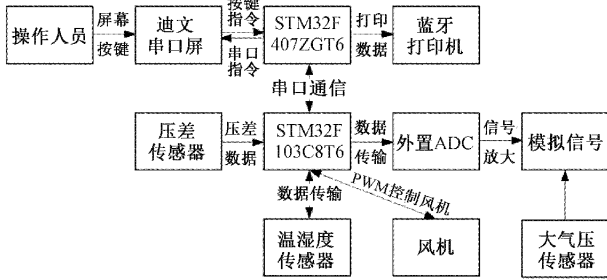 操作人员
屏幕
按键
迪文
串口屏
按键
指令
串口
指令
STM32F
407ZGT6
打印
数据
蓝牙
打印机
串口通信
压差
传感器
压差
数据
STM32F
103C8T6
数据
传输
外置ADC
信号
放大
模拟信号
数据传输
PWM控制风机
温湿度
传感器
风机
大气压
传感器